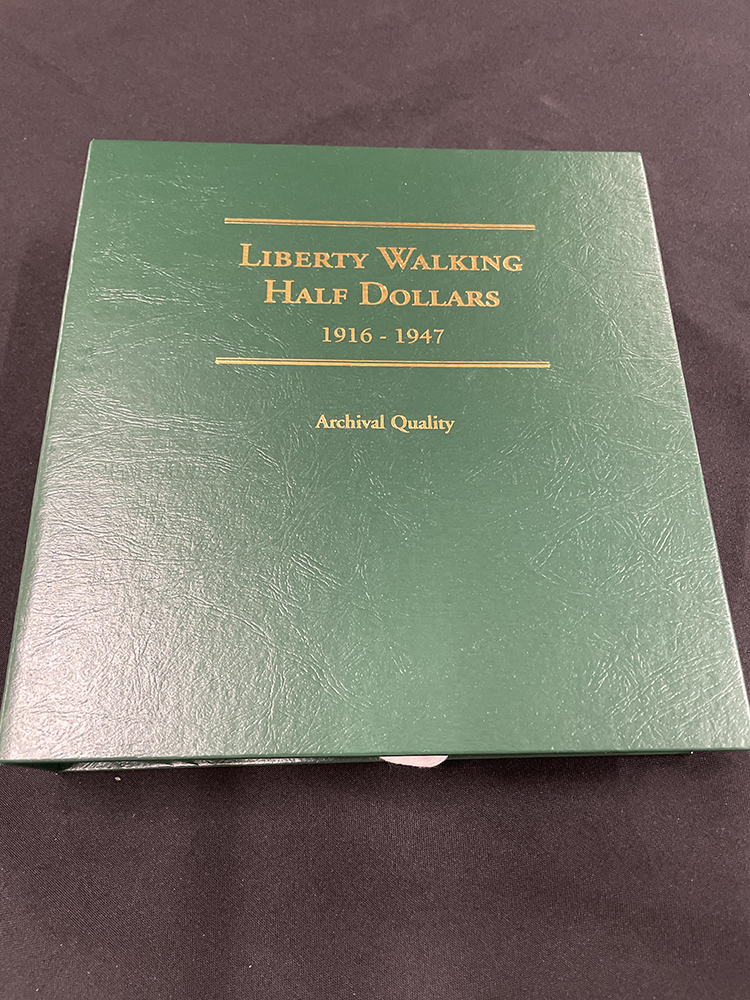 Liberty Walking
Half Dollars
1916 - 1947
Archival Quality